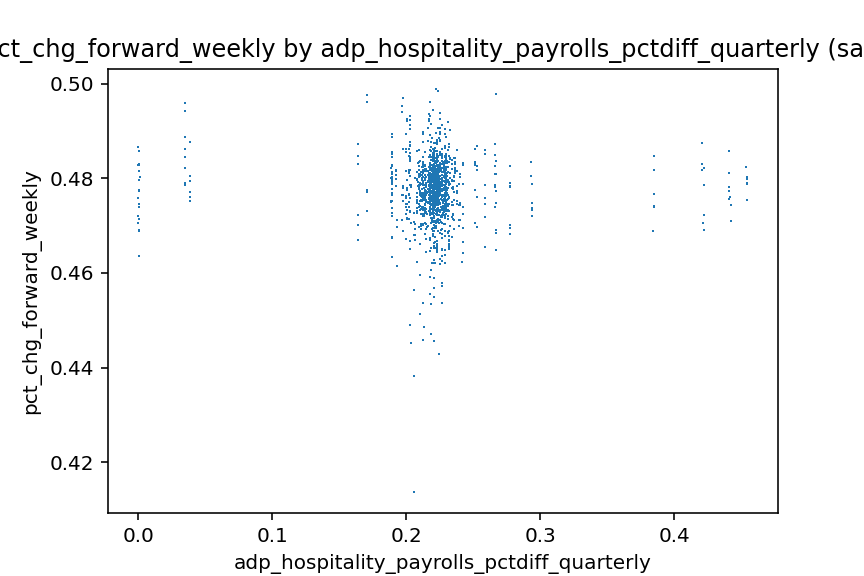 ct_chg_forward_weekly by adp_hospitality_payrolls_pctdiff_quarterly (sa
0.50
0.48
0.46
0.44
0.42
pct_chg_forward_weekly
0.0 0.1 0.2 0.3 0.4
adp_hospitality_payrolls_pctdiff_quarterly